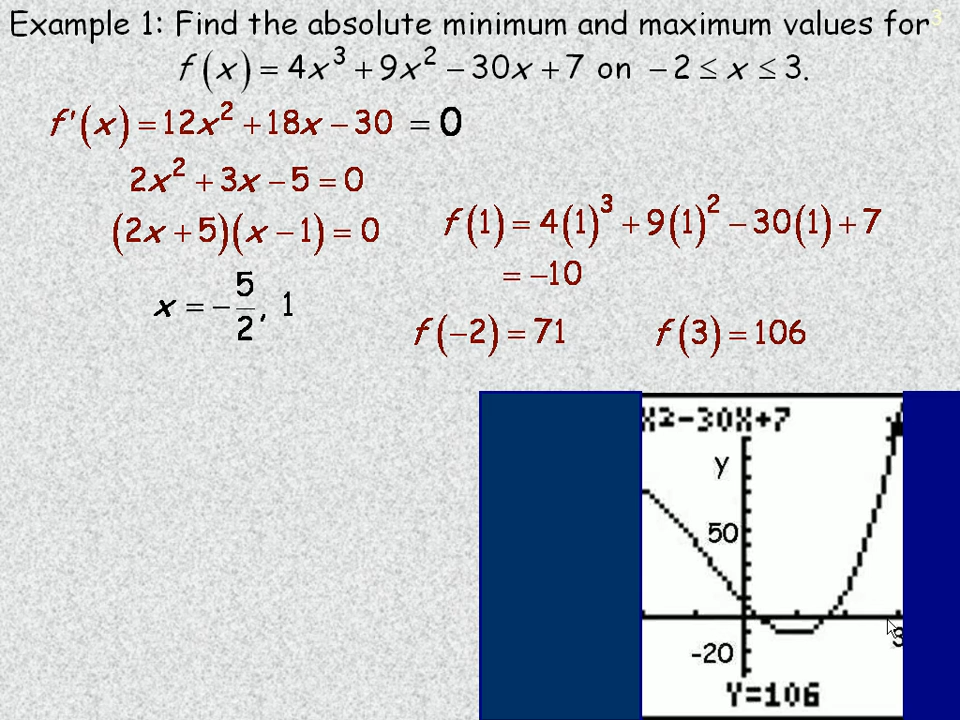 Example 1: Find the absolute minimum and maximum values for
f(x) = 4x³ + 9x² − 30x + 7 on −2 ≤ x ≤ 3.
3
f'(x) = 12x² + 18x − 30 = 0
2x² + 3x − 5 = 0
(2x + 5)(x − 1) = 0
x = −5/2, 1
f(1) = 4(1)³ + 9(1)² − 30(1) + 7
= −10
f(−2) = 71
f(3) = 106
X²-30X+7
y
50
3
-20
Y=106